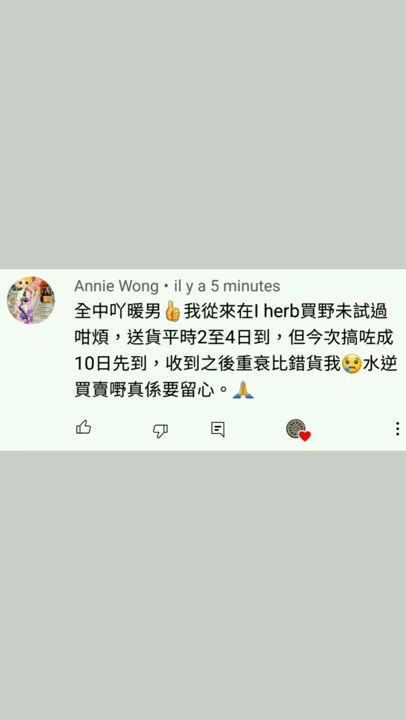 Annie Wong • il y a 5 minutes
全中吖暖男👍我從來在I herb買野未試過
咁煩，送貨平時2至4日到，但今次搞咗成
10日先到，收到之後重衰比錯貨我😢水逆
買賣嘢真係要留心。🙏